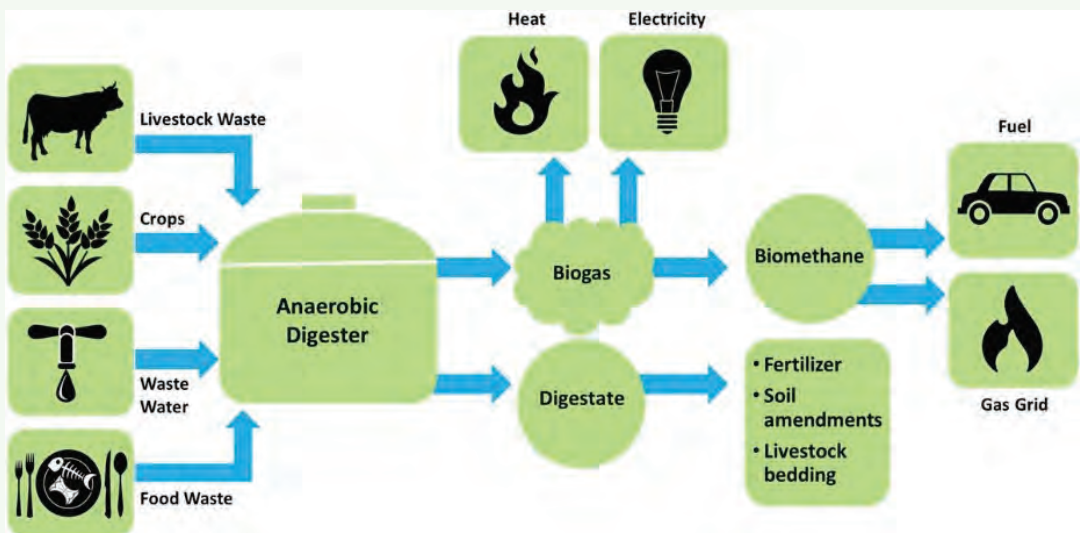 Heat
Electricity
Livestock Waste
Fuel
Crops
Anaerobic
Digester
Biogas
Biomethane
Waste
Water
Digestate
• Fertilizer
• Soil
amendments
• Livestock
bedding
Gas Grid
Food Waste